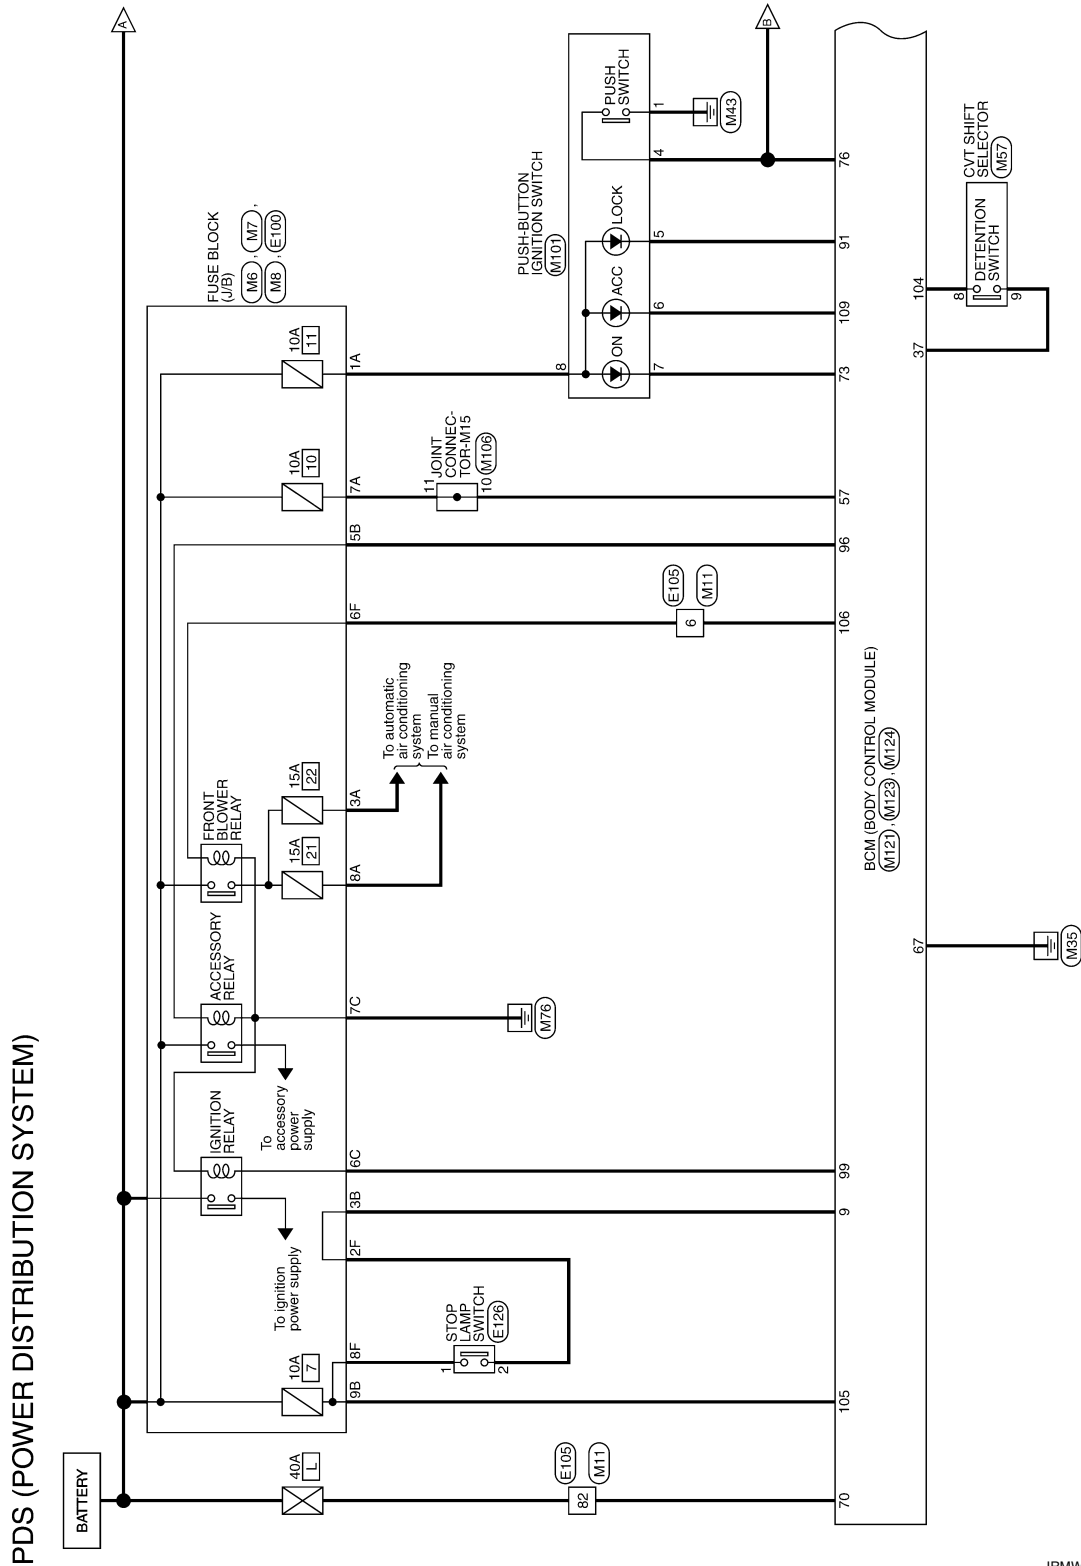 PDS (POWER DISTRIBUTION SYSTEM)
BATTERY
A
40A
L
E105
M11
82
70
10A
7
9B
105
8F
1
2
STOP
LAMP
SWITCH
E126
To ignition
power supply
2F
3B
9
6C
99
IGNITION
RELAY
To
accessory
power
supply
ACCESSORY
RELAY
7C
M76
67
M35
FRONT
BLOWER
RELAY
15A
21
8A
15A
22
3A
To automatic
air conditioning
system
To manual
air conditioning
system
BCM (BODY CONTROL MODULE)
M121 , M123 , M124
6F
E105
M11
6
106
5B
96
10A
10
7A
11
JOINT
CONNEC-
TOR-M15
10
M106
57
10A
11
1A
FUSE BLOCK
(J/B)
M6 , M7 ,
M8 , E100
8
PUSH-BUTTON
IGNITION SWITCH
M101
ON
ACC
LOCK
PUSH
SWITCH
7
6
5
4
1
M43
B
73
109
91
76
37
104
8
9
DETENTION
SWITCH
CVT SHIFT
SELECTOR
M57